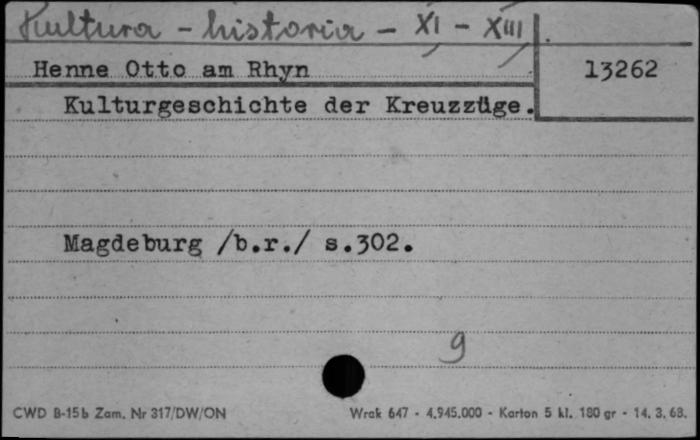 Kultura - historia - XI - XIII
Henne Otto am Rhyn
13262
Kulturgeschichte der Kreuzzüge.
Magdeburg /b.r./ s.302.
9
CWD B-15b Zam. Nr 317/DW/ON
Wrak 647 - 4.945.000 - Karton 5 kl. 180 gr - 14. 3. 68.